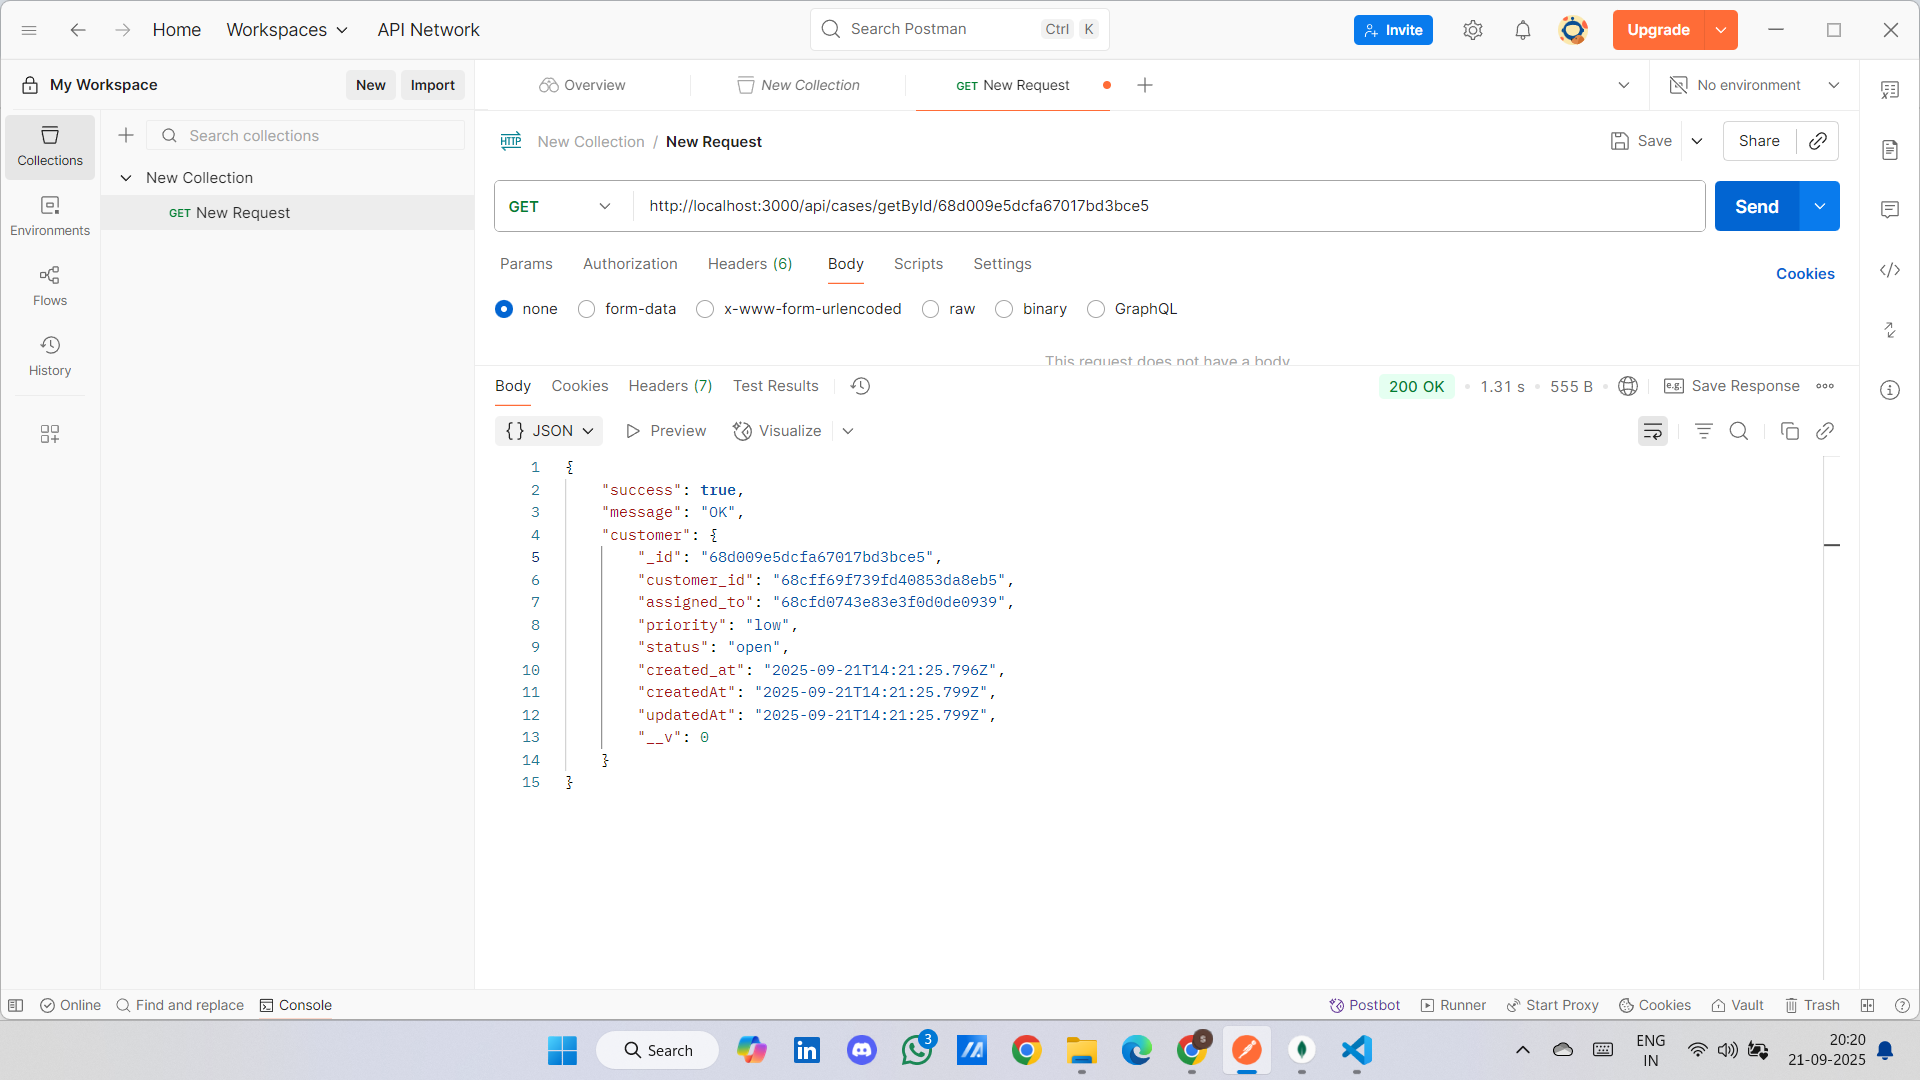 Home
Workspaces
API Network
Search Postman
Ctrl K
Invite
Upgrade
My Workspace
New
Import
Overview
New Collection
GET New Request
No environment
Collections
Environments
Flows
History
Search collections
New Collection
GET New Request
HTTP
New Collection / New Request
Save
Share
GET
http://localhost:3000/api/cases/getById/68d009e5dcfa67017bd3bce5
Send
Params
Authorization
Headers (6)
Body
Scripts
Settings
Cookies
none
form-data
x-www-form-urlencoded
raw
binary
GraphQL
This request does not have a body
Body
Cookies
Headers (7)
Test Results
200 OK
1.31 s
555 B
e.g. Save Response
{} JSON
Preview
Visualize
1 {
2 "success": true,
3 "message": "OK",
4 "customer": {
5 "_id": "68d009e5dcfa67017bd3bce5",
6 "customer_id": "68cff69f739fd40853da8eb5",
7 "assigned_to": "68cfd0743e83e3f0d0de0939",
8 "priority": "low",
9 "status": "open",
10 "created_at": "2025-09-21T14:21:25.796Z",
11 "createdAt": "2025-09-21T14:21:25.799Z",
12 "updatedAt": "2025-09-21T14:21:25.799Z",
13 "__v": 0
14 }
15 }
Online
Find and replace
Console
Postbot
Runner
Start Proxy
Cookies
Vault
Trash
Search
3
ENG
IN
20:20
21-09-2025